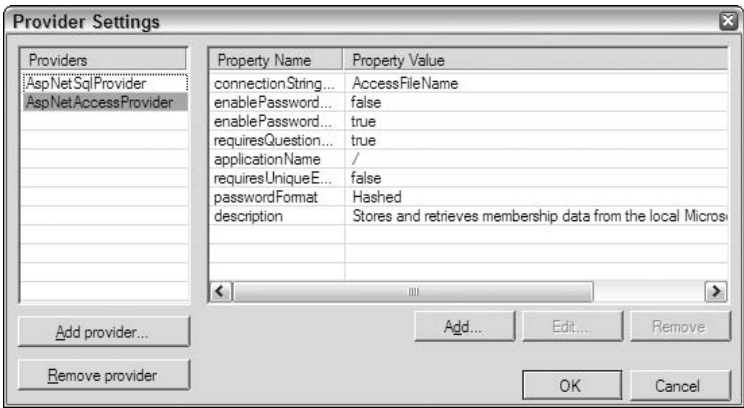 Provider Settings
Providers
AspNetSqlProvider
AspNetAccessProvider
Property Name Property Value
connectionString... AccessFileName
enablePassword... false
enablePassword... true
requiresQuestion... true
applicationName /
requiresUniqueE... false
passwordFormat Hashed
description Stores and retrieves membership data from the local Micros
Add provider...
Remove provider
Add... Edit... Remove
OK Cancel